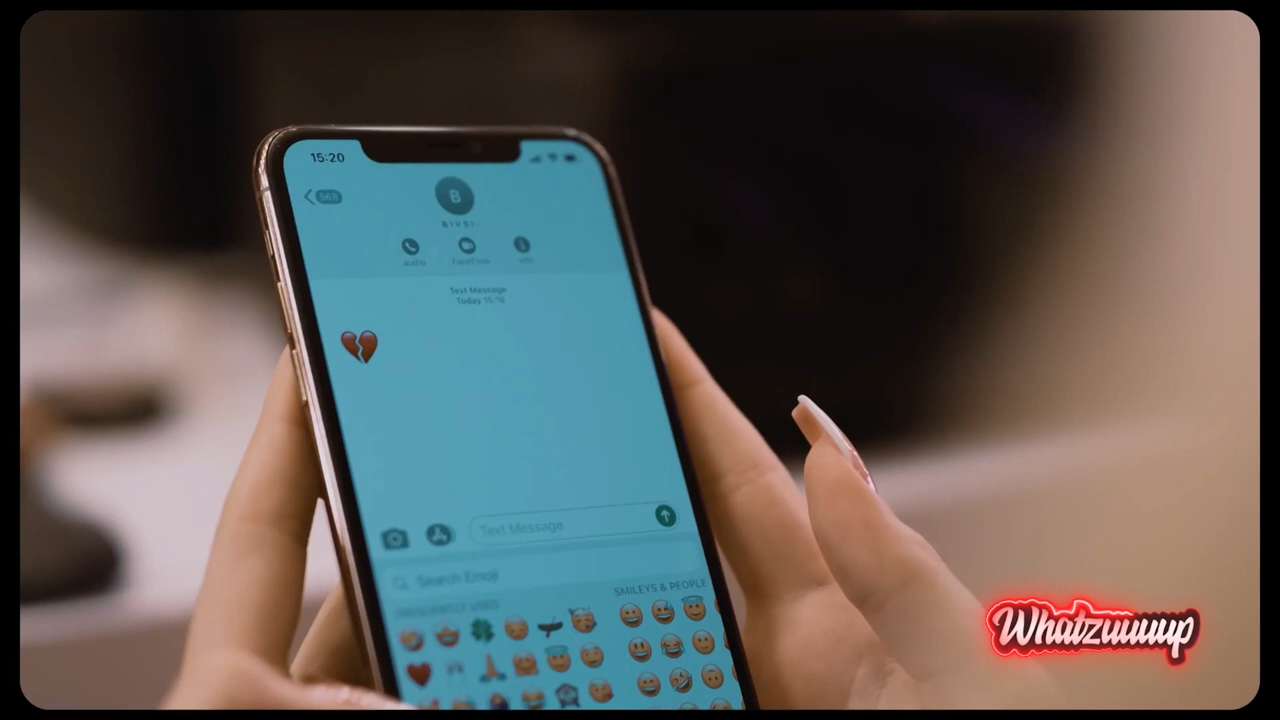 15:20
568
B
audio
FaceTime
info
Text Message
Today 15:18
Text Message
Search Emoji
FREQUENTLY USED
SMILEYS & PEOPLE
Whatzuuuup